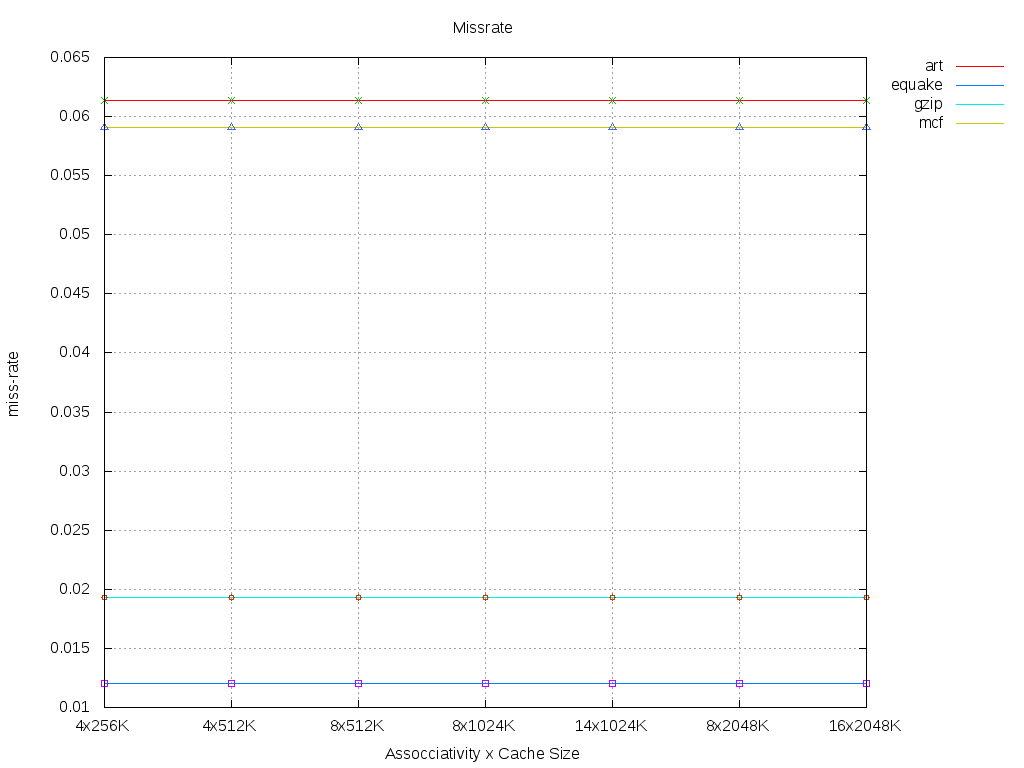 Missrate
0.065
0.06
0.055
0.05
0.045
0.04
0.035
0.03
0.025
0.02
0.015
0.01
miss-rate
4x256K 4x512K 8x512K 8x1024K 14x1024K 8x2048K 16x2048K
Assocciativity x Cache Size
art
equake
gzip
mcf